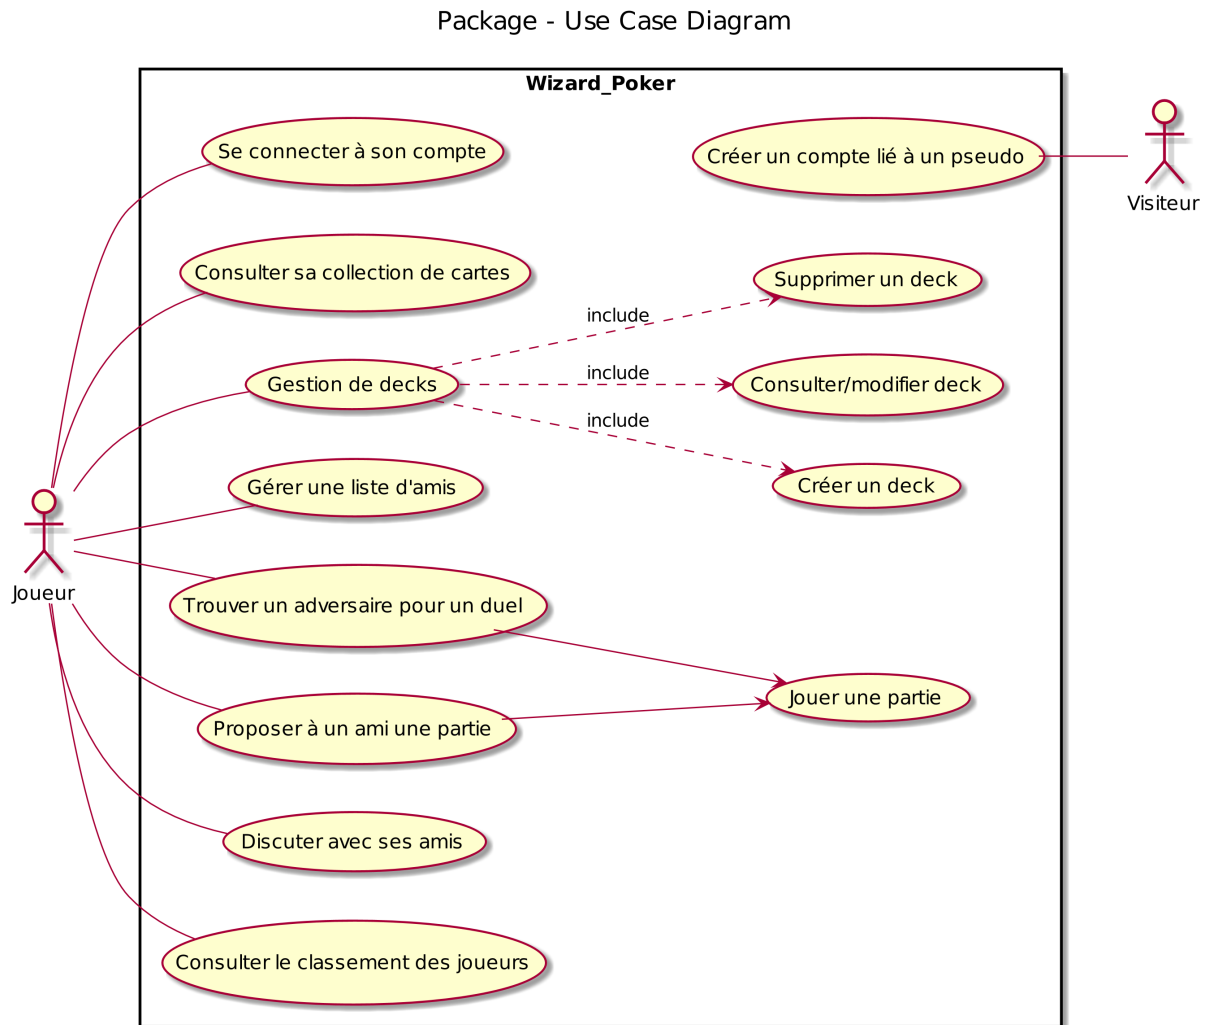 Package - Use Case Diagram
Wizard_Poker
Se connecter à son compte
Créer un compte lié à un pseudo
Visiteur
Consulter sa collection de cartes
Supprimer un deck
include
Gestion de decks
include
Consulter/modifier deck
include
Gérer une liste d'amis
Créer un deck
Joueur
Trouver un adversaire pour un duel
Jouer une partie
Proposer à un ami une partie
Discuter avec ses amis
Consulter le classement des joueurs